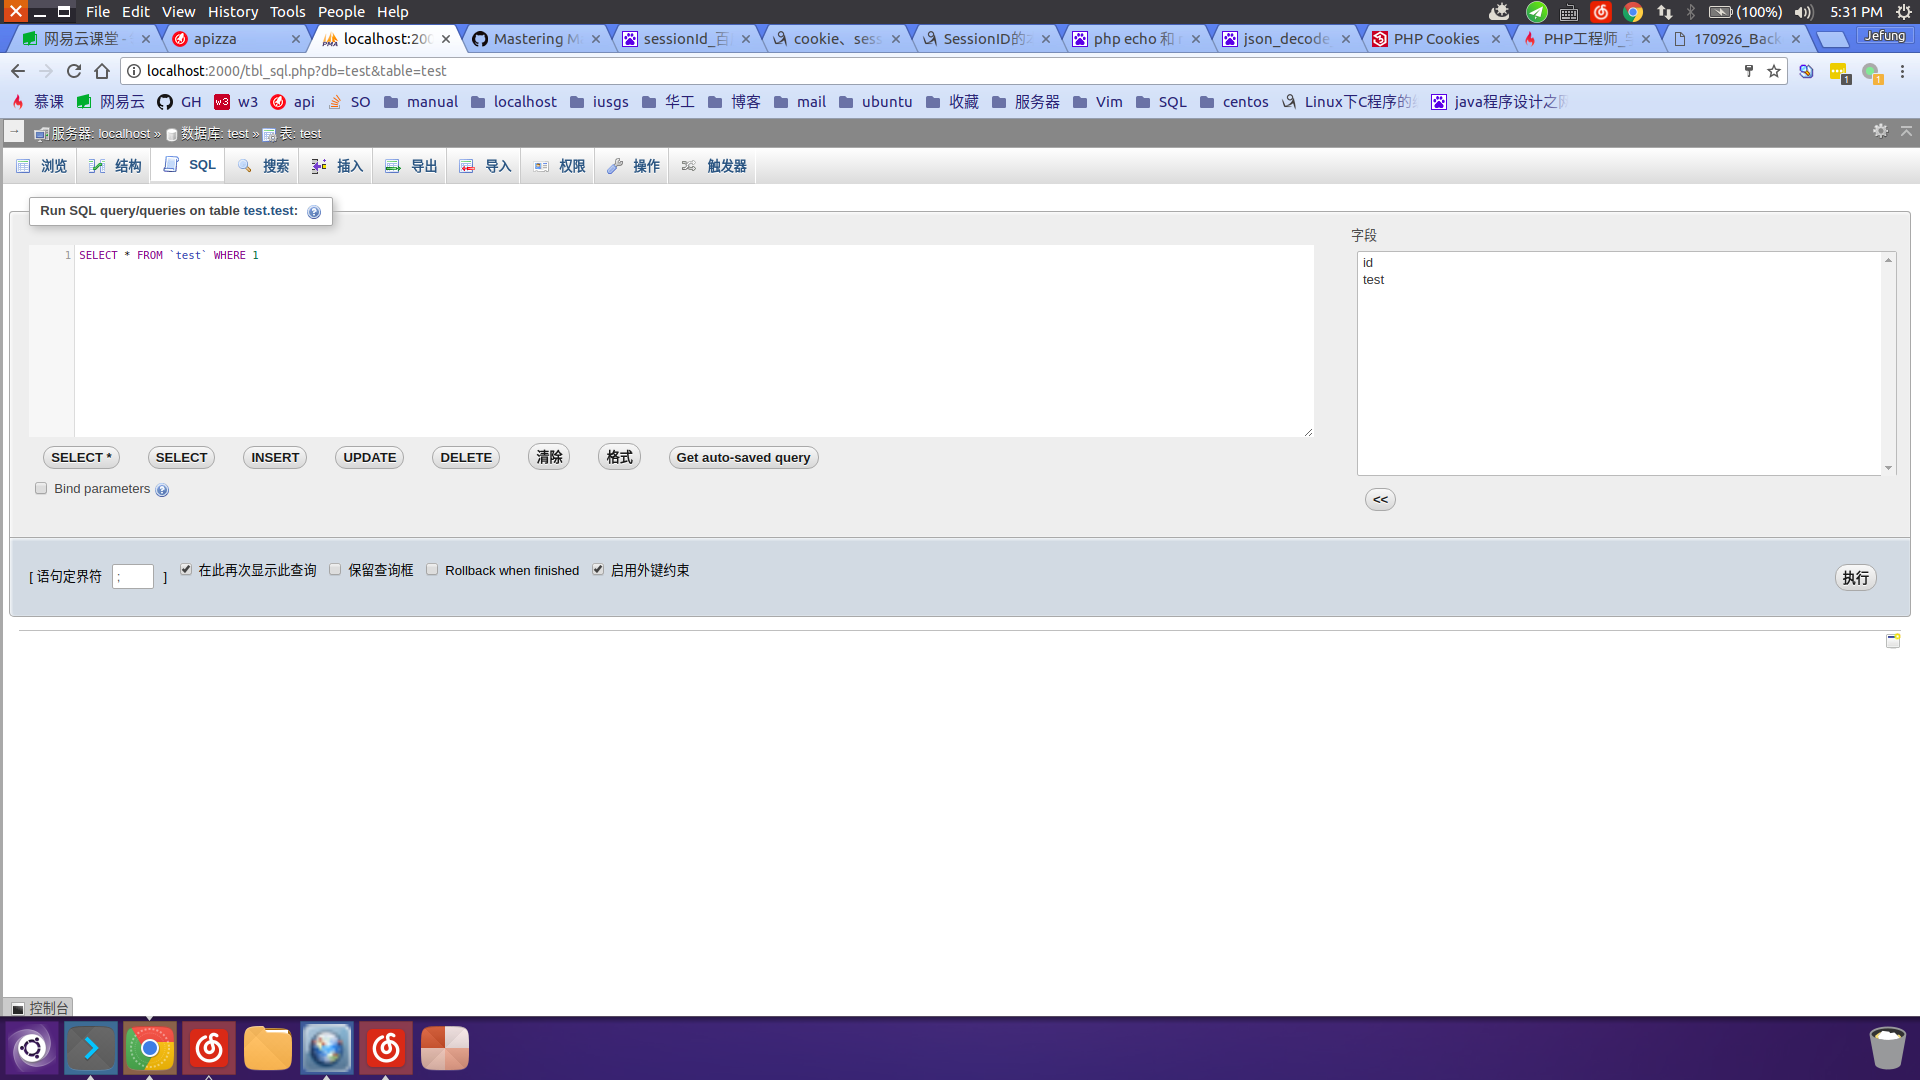 File Edit View History Tools People Help (100%) 5:31 PM
网易云课堂 - apizza localhost:200 Mastering Ma sessionId_百 cookie、sess SessionID的 php echo 和 json_decode PHP Cookies PHP工程师_ 170926_Back Jefung
localhost:2000/tbl_sql.php?db=test&table=test 1 1
慕课 网易云 GH w3 api SO manual localhost iusgs 华工 博客 mail ubuntu 收藏 服务器 Vim SQL centos Linux下C程序的 java程序设计之网
服务器: localhost » 数据库: test » 表: test
浏览 结构 SQL 搜索 插入 导出 导入 权限 操作 触发器
Run SQL query/queries on table test.test:
字段
1 SELECT * FROM `test` WHERE 1
id
test
SELECT * SELECT INSERT UPDATE DELETE 清除 格式 Get auto-saved query
Bind parameters
<<
[ 语句定界符 ; ] 在此再次显示此查询 保留查询框 Rollback when finished 启用外键约束 执行
控制台